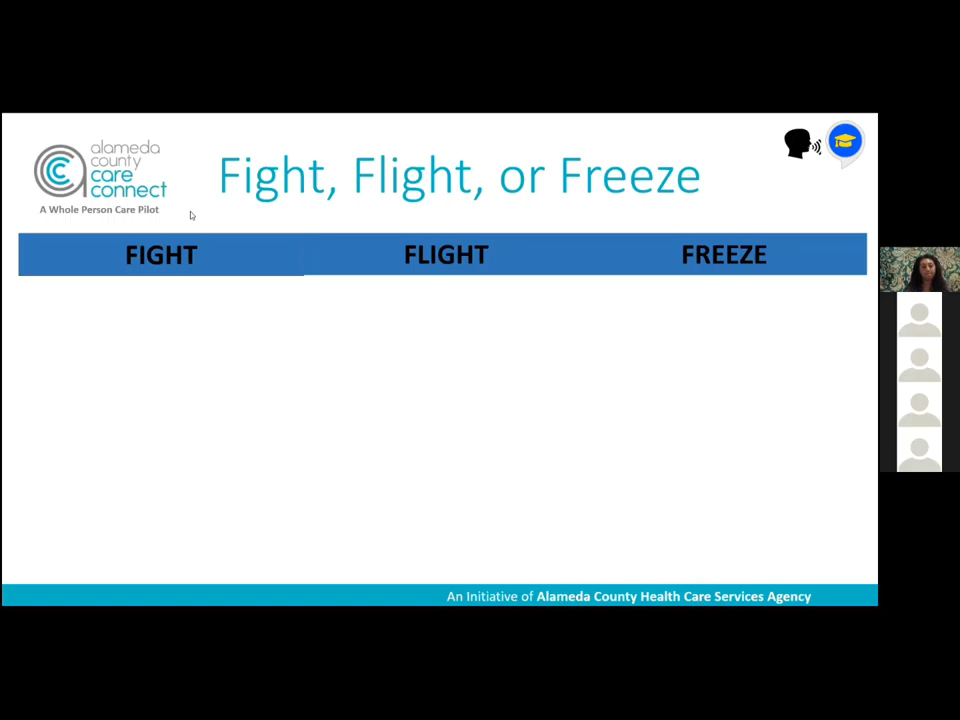 alameda
county
care
connect
A Whole Person Care Pilot
Fight, Flight, or Freeze
FIGHT FLIGHT FREEZE
An Initiative of Alameda County Health Care Services Agency